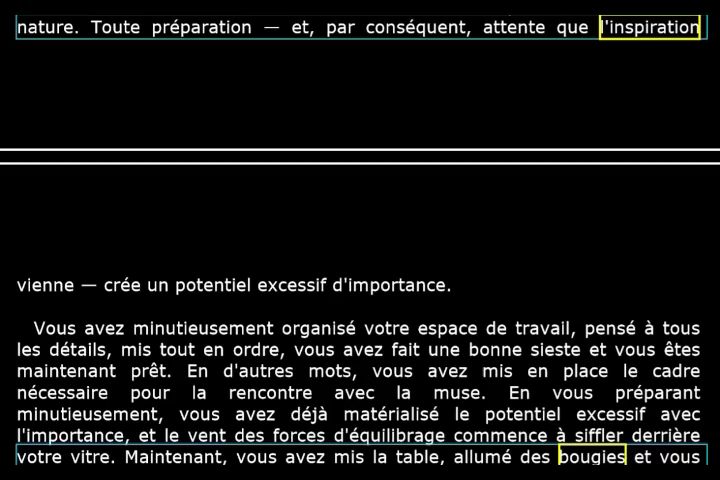 nature. Toute préparation — et, par conséquent, attente que l'inspiration
vienne — crée un potentiel excessif d'importance.
Vous avez minutieusement organisé votre espace de travail, pensé à tous
les détails, mis tout en ordre, vous avez fait une bonne sieste et vous êtes
maintenant prêt. En d'autres mots, vous avez mis en place le cadre
nécessaire pour la rencontre avec la muse. En vous préparant
minutieusement, vous avez déjà matérialisé le potentiel excessif avec
l'importance, et le vent des forces d'équilibrage commence à siffler derrière
votre vitre. Maintenant, vous avez mis la table, allumé des bougies et vous